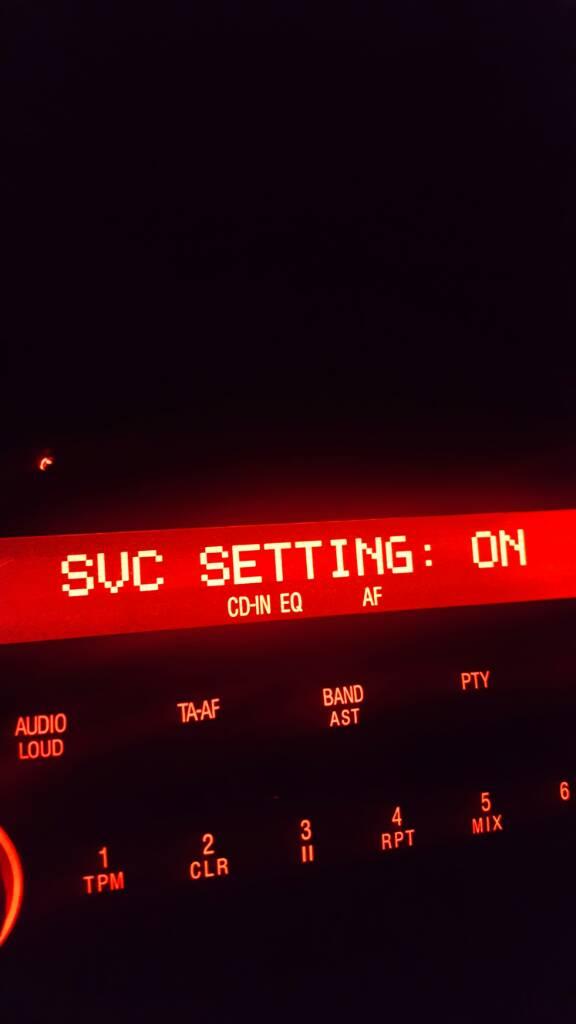 SVC SETTING: ON
CD-IN EQ AF
AUDIO LOUD
TA-AF
BAND AST
PTY
1 TPM
2 CLR
3 II
4 RPT
5 MIX
6